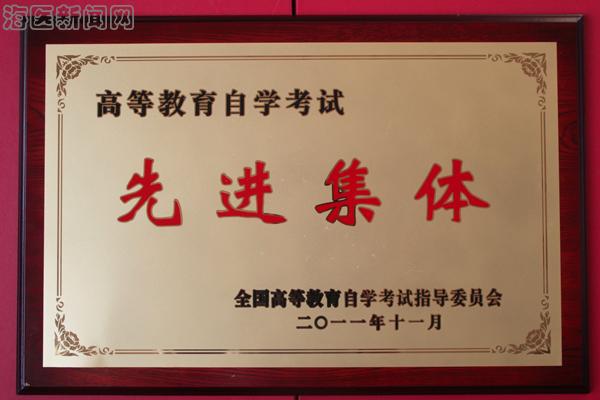 海医新闻网
高等教育自学考试
先进集体
全国高等教育自学考试指导委员会
二〇一一年十一月